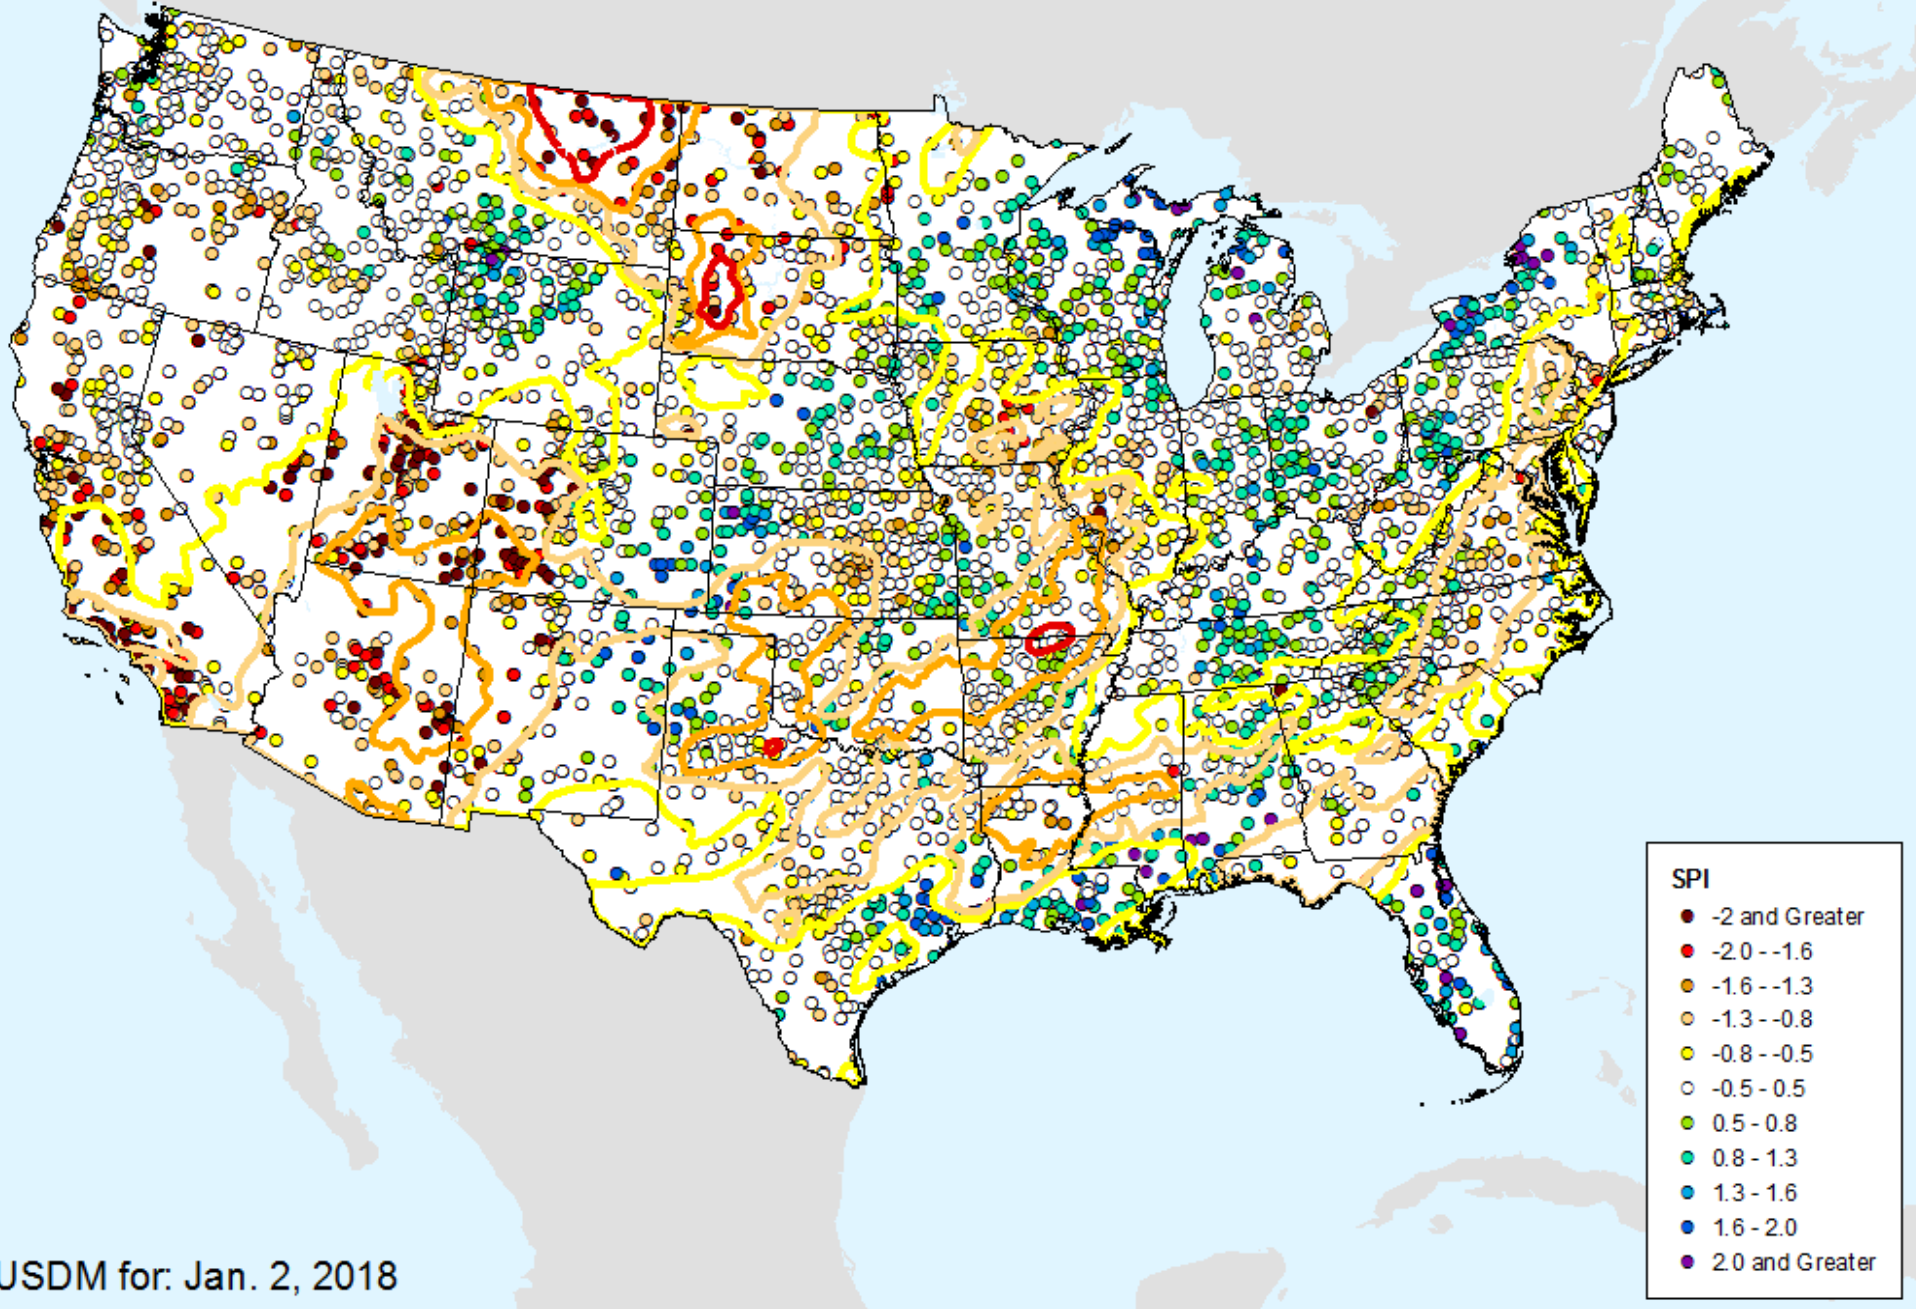 SPI
-2 and Greater
-2.0 - -1.6
-1.6 - -1.3
-1.3 - -0.8
-0.8 - -0.5
-0.5 - 0.5
0.5 - 0.8
0.8 - 1.3
1.3 - 1.6
1.6 - 2.0
2.0 and Greater
USDM for: Jan. 2, 2018